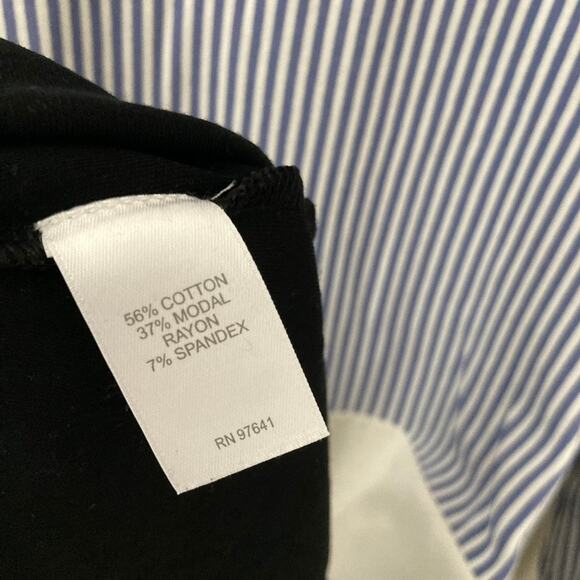 56% COTTON
37% MODAL
RAYON
7% SPANDEX
RN 97641